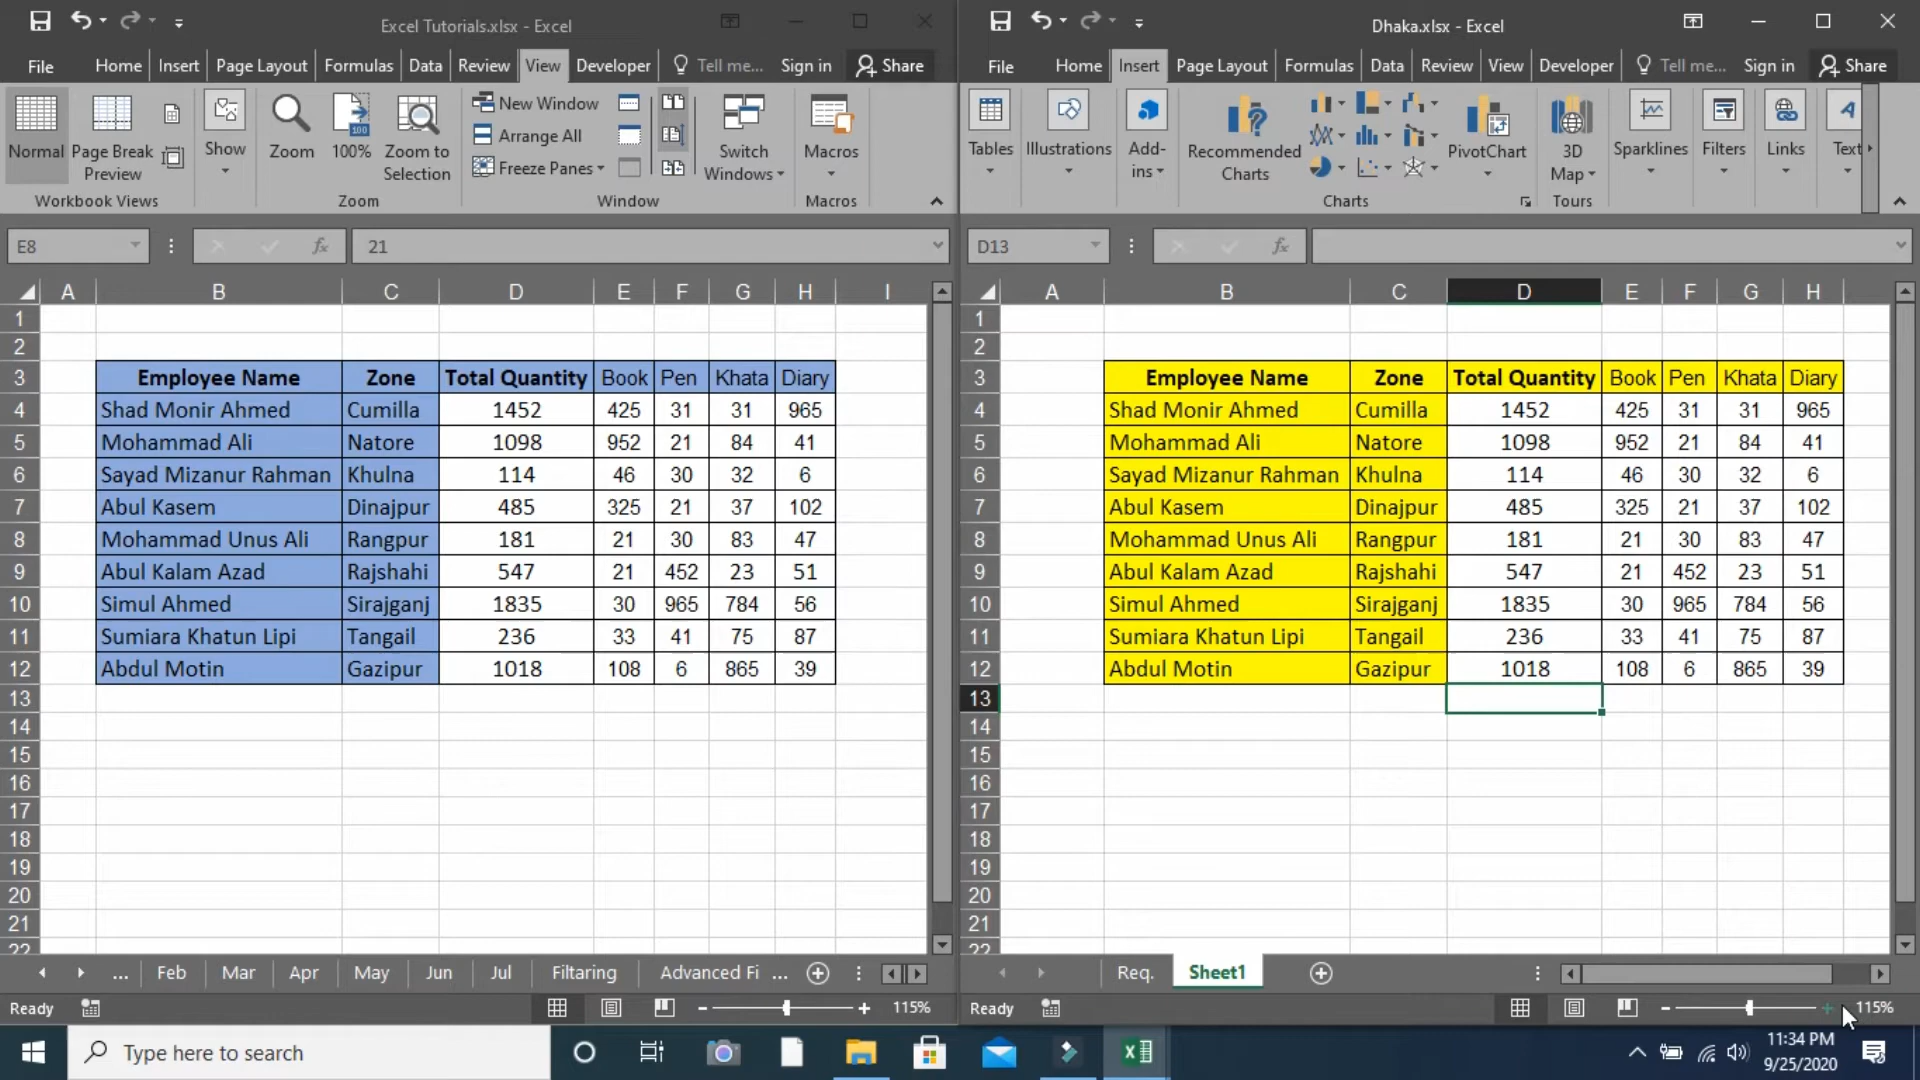 Excel Tutorials.xlsx - Excel
File Home Insert Page Layout Formulas Data Review View Developer Tell me... Sign in Share
Normal
Page Break Preview
Show
Zoom
100%
100
Zoom to Selection
New Window
Arrange All
Freeze Panes
Switch Windows
Macros
Workbook Views Zoom Window Macros
E8 fx 21
A B C D E F G H I
1
2
3 Employee Name Zone Total Quantity Book Pen Khata Diary
4 Shad Monir Ahmed Cumilla 1452 425 31 31 965
5 Mohammad Ali Natore 1098 952 21 84 41
6 Sayad Mizanur Rahman Khulna 114 46 30 32 6
7 Abul Kasem Dinajpur 485 325 21 37 102
8 Mohammad Unus Ali Rangpur 181 21 30 83 47
9 Abul Kalam Azad Rajshahi 547 21 452 23 51
10 Simul Ahmed Sirajganj 1835 30 965 784 56
11 Sumiara Khatun Lipi Tangail 236 33 41 75 87
12 Abdul Motin Gazipur 1018 108 6 865 39
13
14
15
16
17
18
19
20
21
22
... Feb Mar Apr May Jun Jul Filtaring Advanced Fi ...
Ready 115%
Dhaka.xlsx - Excel
File Home Insert Page Layout Formulas Data Review View Developer Tell me... Sign in Share
Tables
Illustrations
Add-ins
Recommended Charts
PivotChart
3D Map
Sparklines
Filters
Links
Text
Charts Tours
D13 fx
A B C D E F G H
1
2
3 Employee Name Zone Total Quantity Book Pen Khata Diary
4 Shad Monir Ahmed Cumilla 1452 425 31 31 965
5 Mohammad Ali Natore 1098 952 21 84 41
6 Sayad Mizanur Rahman Khulna 114 46 30 32 6
7 Abul Kasem Dinajpur 485 325 21 37 102
8 Mohammad Unus Ali Rangpur 181 21 30 83 47
9 Abul Kalam Azad Rajshahi 547 21 452 23 51
10 Simul Ahmed Sirajganj 1835 30 965 784 56
11 Sumiara Khatun Lipi Tangail 236 33 41 75 87
12 Abdul Motin Gazipur 1018 108 6 865 39
13
14
15
16
17
18
19
20
21
22
Req. Sheet1
Ready 115%
Type here to search
11:34 PM
9/25/2020